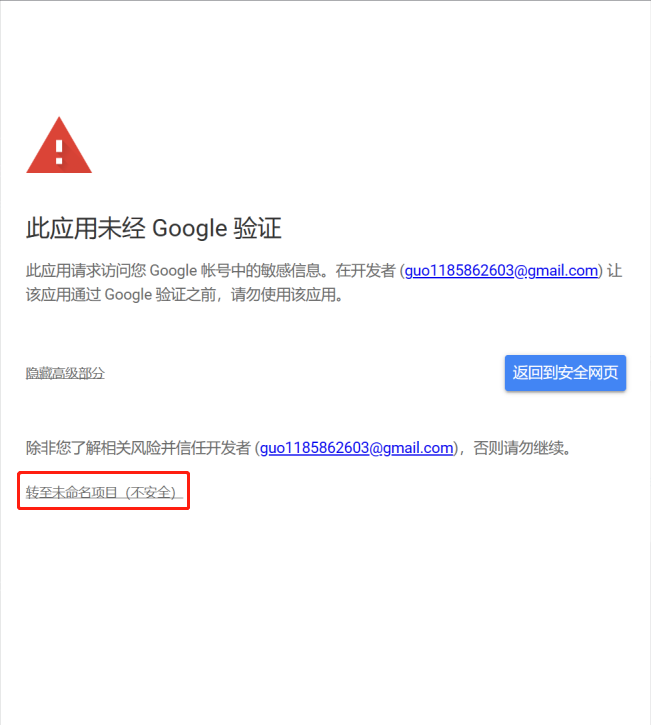 此应用未经 Google 验证
此应用请求访问您 Google 帐号中的敏感信息。在开发者 (guo1185862603@gmail.com) 让
该应用通过 Google 验证之前，请勿使用该应用。
隐藏高级部分
返回到安全网页
除非您了解相关风险并信任开发者 (guo1185862603@gmail.com)，否则请勿继续。
转至未命名项目（不安全）